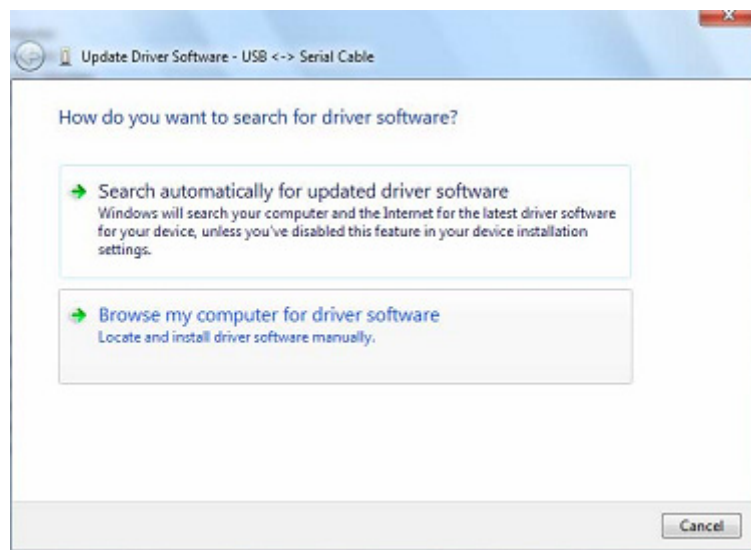 Update Driver Software - USB <-> Serial Cable
How do you want to search for driver software?
Search automatically for updated driver software
Windows will search your computer and the Internet for the latest driver software
for your device, unless you've disabled this feature in your device installation
settings.
Browse my computer for driver software
Locate and install driver software manually.
Cancel